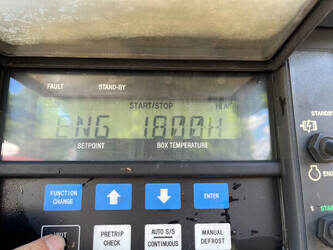 FAULT STAND-BY
START/STOP
ENG 1800H
SETPOINT BOX TEMPERATURE
FUNCTION CHANGE
ENTER
PRETRIP CHECK
AUTO S/S CONTINUOUS
MANUAL DEFROST